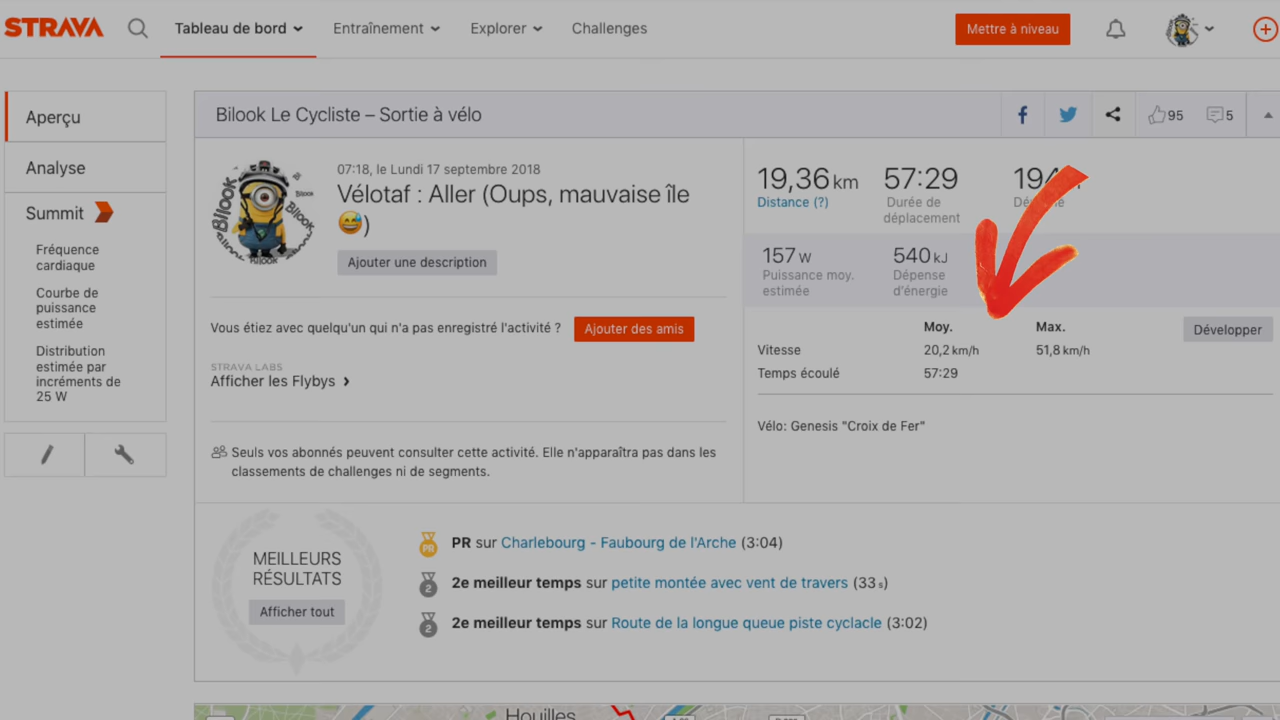 STRAVA
Tableau de bord
Entraînement
Explorer
Challenges
Mettre à niveau
Aperçu
Analyse
Summit
Fréquence
cardiaque
Courbe de
puissance
estimée
Distribution
estimée par
incréments de
25 W
Bilook Le Cycliste – Sortie à vélo
95
5
Bilook
Bilook
Bilook
Bilook
07:18, le Lundi 17 septembre 2018
Vélotaf : Aller (Oups, mauvaise île
😅)
Ajouter une description
Vous étiez avec quelqu'un qui n'a pas enregistré l'activité ?
Ajouter des amis
STRAVA LABS
Afficher les Flybys
Seuls vos abonnés peuvent consulter cette activité. Elle n'apparaîtra pas dans les
classements de challenges ni de segments.
19,36 km
Distance (?)
57:29
Durée de
déplacement
157 W
Puissance moy.
estimée
540 kJ
Dépense
d'énergie
Moy.
Max.
Développer
Vitesse
20,2 km/h
51,8 km/h
Temps écoulé
57:29
Vélo: Genesis "Croix de Fer"
MEILLEURS
RÉSULTATS
Afficher tout
PR
PR sur Charlebourg - Faubourg de l'Arche (3:04)
2
2e meilleur temps sur petite montée avec vent de travers (33 s)
2
2e meilleur temps sur Route de la longue queue piste cyclacle (3:02)
Houilles